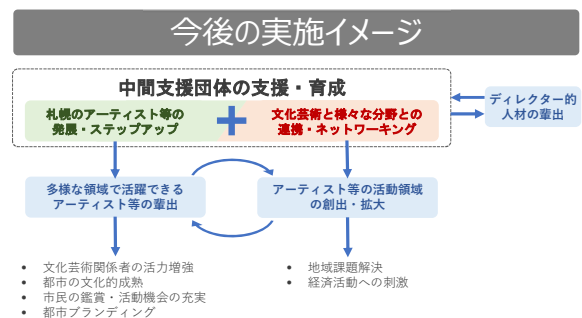 今後の実施イメージ
中間支援団体の支援・育成
札幌のアーティスト等の
発展・ステップアップ
文化芸術と様々な分野との
連携・ネットワーキング
ディレクター的
人材の輩出
多様な領域で活躍できる
アーティスト等の輩出
アーティスト等の活動領域
の創出・拡大
• 文化芸術関係者の活力増強
• 都市の文化的成熟
• 市民の鑑賞・活動機会の充実
• 都市ブランディング
• 地域課題解決
• 経済活動への刺激